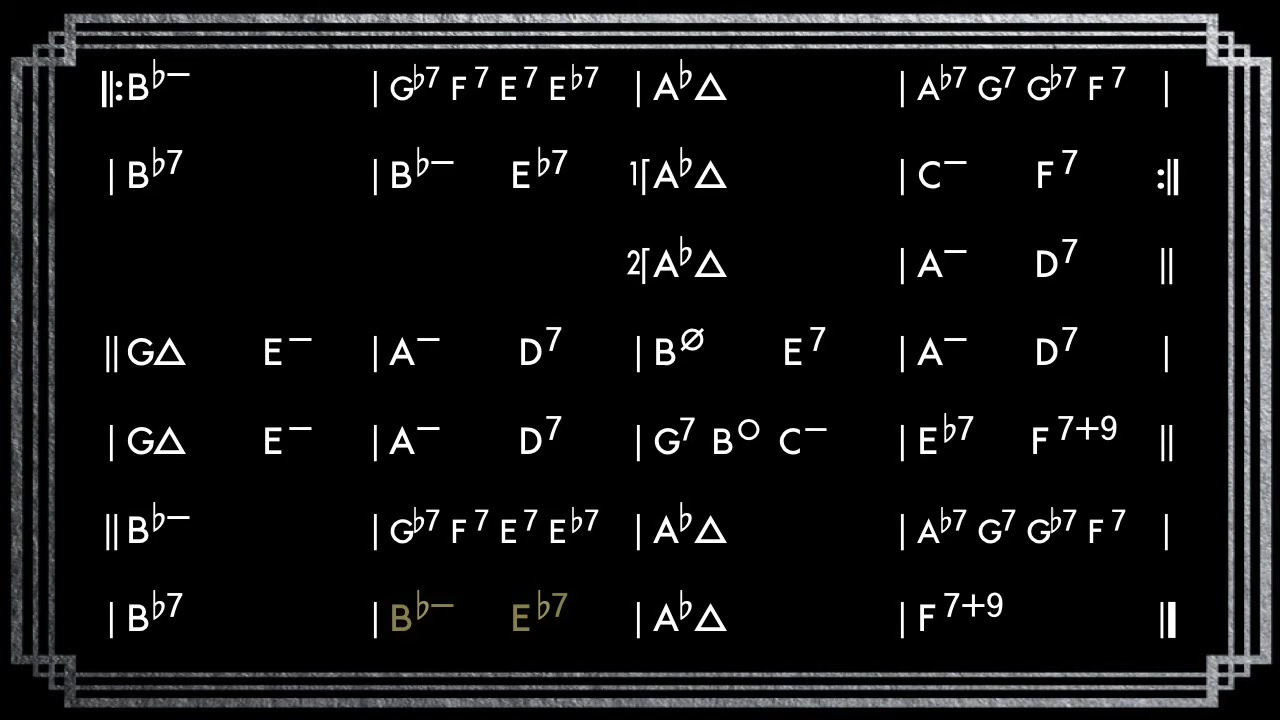 𝄆 B♭– | G♭7 F7 E7 E♭7 | A♭△ | A♭7 G7 G♭7 F7 |
| B♭7 | B♭– E♭7 1⌈ A♭△ | C– F7 𝄇
2⌈ A♭△ | A– D7 ‖
‖ G△ E– | A– D7 | BØ E7 | A– D7 |
| G△ E– | A– D7 | G7 B○ C– | E♭7 F7+9 ‖
‖ B♭– | G♭7 F7 E7 E♭7 | A♭△ | A♭7 G7 G♭7 F7 |
| B♭7 | B♭– E♭7 | A♭△ | F7+9 𝄂